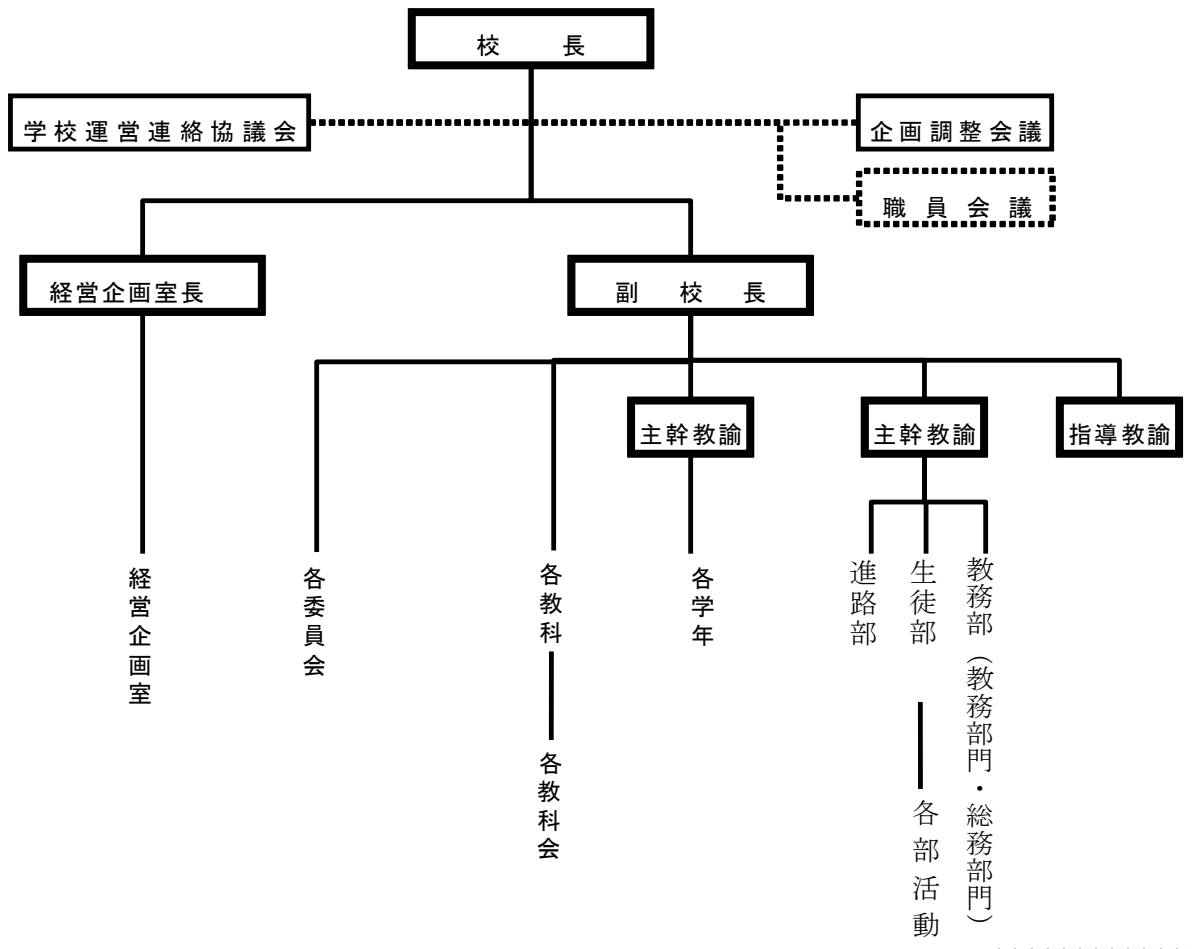 校長
学校運営連絡協議会
企画調整会議
職員会議
経営企画室長
副校長
主幹教諭
主幹教諭
指導教諭
経営企画室
各委員会
各教科
各教科会
各学年
進路部
生徒部
各部活動
教務部（教務部門・総務部門）